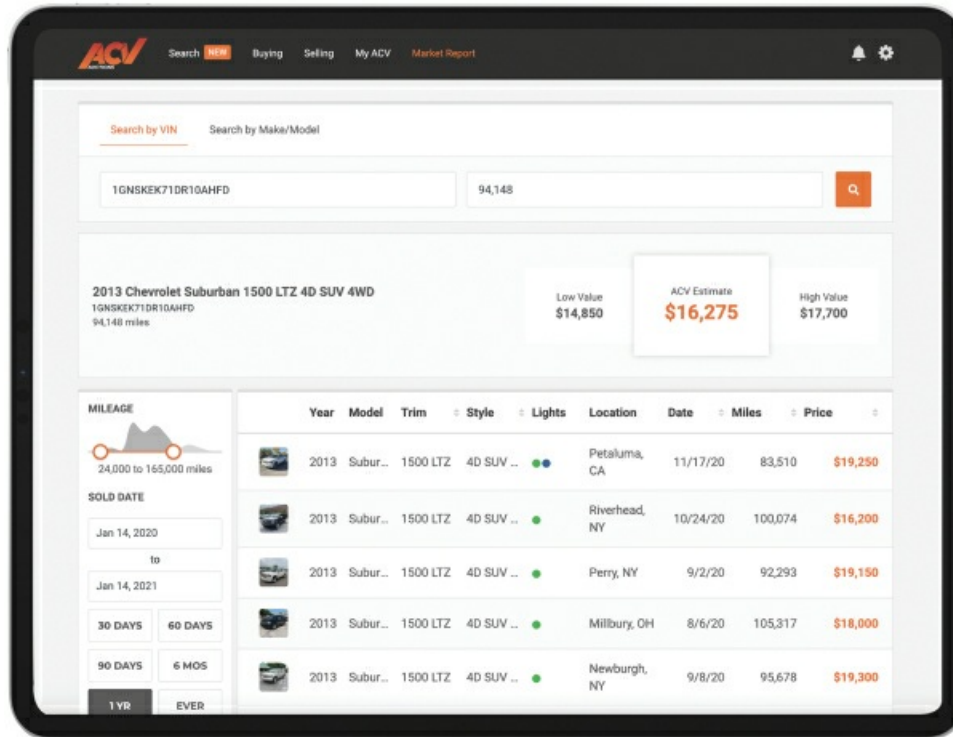 ACV
Search NEW Buying Selling My ACV Market Report
Search by VIN Search by Make/Model
1GNSKEK71DR10AHFD 94,148
2013 Chevrolet Suburban 1500 LTZ 4D SUV 4WD
1GNSKEK71DR10AHFD
94,148 miles
Low Value
$14,850
ACV Estimate
$16,275
High Value
$17,700
MILEAGE
24,000 to 165,000 miles
SOLD DATE
Jan 14, 2020
to
Jan 14, 2021
30 DAYS 60 DAYS
90 DAYS 6 MOS
1 YR EVER
Year Model Trim Style Lights Location Date Miles Price
2013 Subur... 1500 LTZ 4D SUV ... Petaluma, CA 11/17/20 83,510 $19,250
2013 Subur... 1500 LTZ 4D SUV ... Riverhead, NY 10/24/20 100,074 $16,200
2013 Subur... 1500 LTZ 4D SUV ... Perry, NY 9/2/20 92,293 $19,150
2013 Subur... 1500 LTZ 4D SUV ... Millbury, OH 8/6/20 105,317 $18,000
2013 Subur... 1500 LTZ 4D SUV ... Newburgh, NY 9/8/20 95,678 $19,300